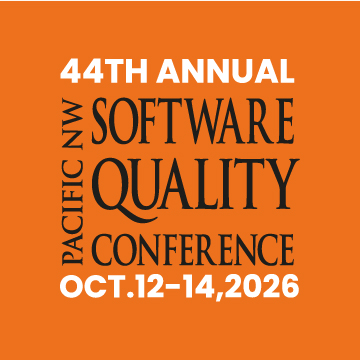 44TH ANNUAL
PACIFIC NW
SOFTWARE
QUALITY
CONFERENCE
OCT.12-14,2026